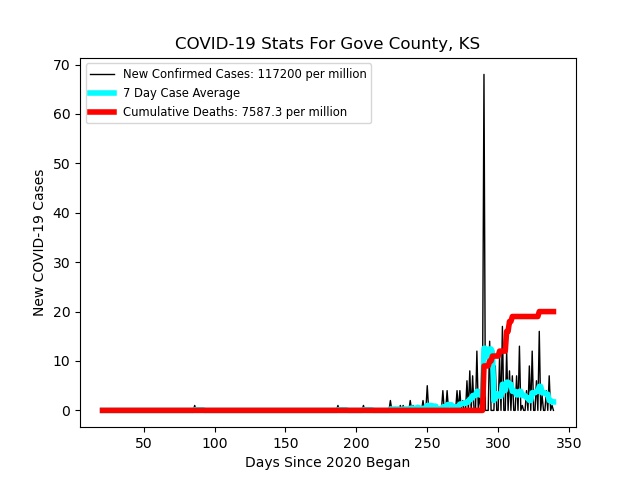 COVID-19 Stats For Gove County, KS
70
60
50
40
30
20
10
0
New COVID-19 Cases
New Confirmed Cases: 117200 per million
7 Day Case Average
Cumulative Deaths: 7587.3 per million
50 100 150 200 250 300 350
Days Since 2020 Began